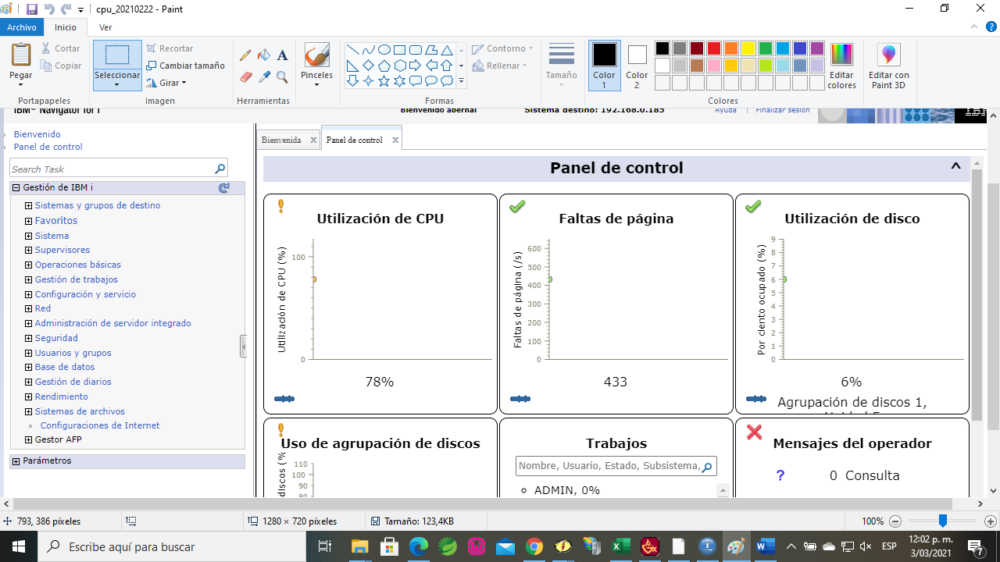 cpu_20210222 - Paint
Archivo Inicio Ver
Pegar
Cortar
Copiar
Portapapeles
Seleccionar
Recortar
Cambiar tamaño
Girar
Imagen
A
Herramientas
Pinceles
Contorno
Rellenar
Formas
Tamaño
Color 1
Color 2
Editar colores
Colores
Editar con Paint 3D
IBM® Navigator for i
Bienvenido abernal
Sistema destino: 192.168.0.185
Ayuda
Finalizar sesión
IBM
Bienvenido
Panel de control
Search Task
Gestión de IBM i
Sistemas y grupos de destino
Favoritos
Sistema
Supervisores
Operaciones básicas
Gestión de trabajos
Configuración y servicio
Red
Administración de servidor integrado
Seguridad
Usuarios y grupos
Base de datos
Gestión de diarios
Rendimiento
Sistemas de archivos
Configuraciones de Internet
Gestor AFP
Parámetros
Bienvenida x
Panel de control x
Panel de control ^
Utilización de CPU
Utilización de CPU (%)
100
0
78%
Faltas de página
Faltas de página (/s)
600
500
400
300
200
100
0
433
Utilización de disco
Por ciento ocupado (%)
9
8
7
6
5
4
3
2
1
0
6%
Agrupación de discos 1,
Uso de agrupación de discos
discos (%
110
100
90
80
Trabajos
Nombre, Usuario, Estado, Subsistema,
ADMIN, 0%
Mensajes del operador
? 0 Consulta
793, 386 píxeles
1280 × 720 píxeles
Tamaño: 123,4KB
100%
Escribe aquí para buscar
ESP
12:02 p. m.
3/03/2021
7